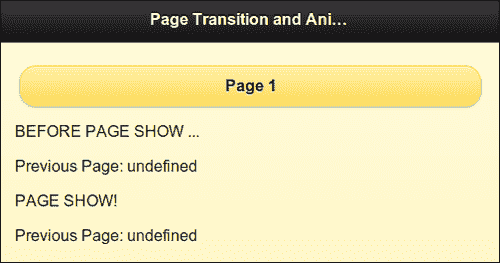 Page Transition and Ani...
Page 1
BEFORE PAGE SHOW ...
Previous Page: undefined
PAGE SHOW!
Previous Page: undefined